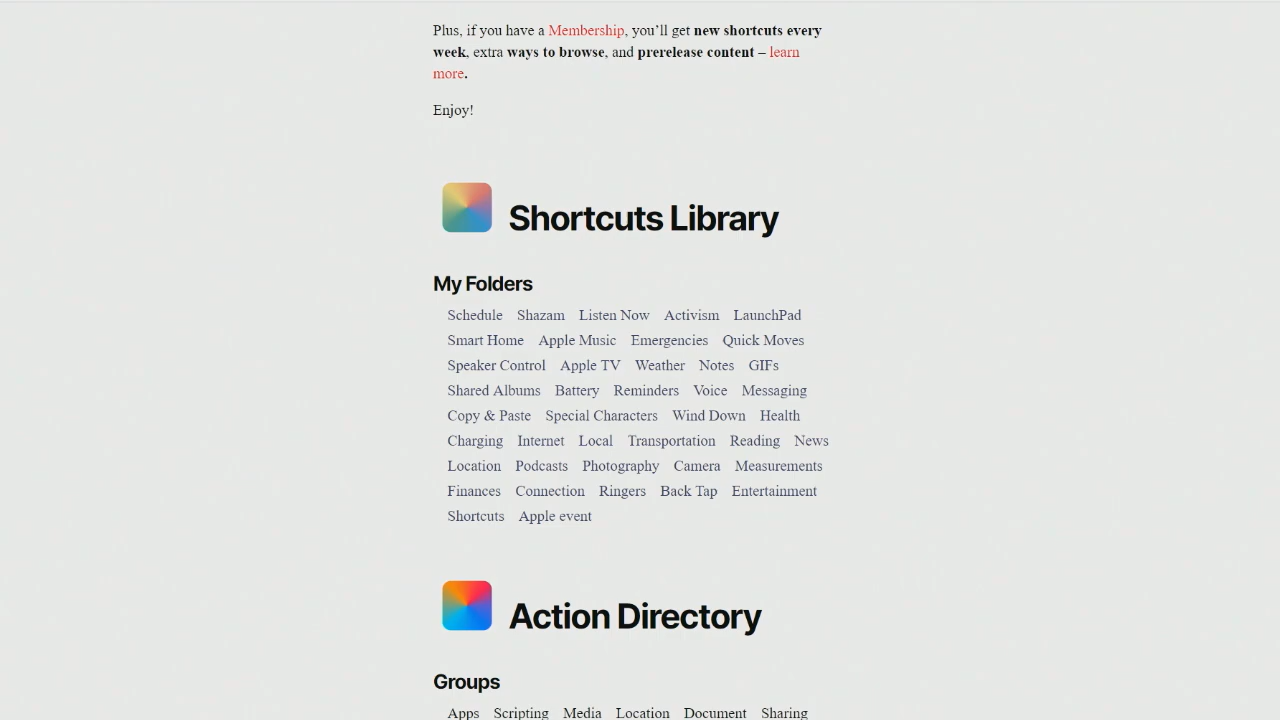 Plus, if you have a Membership, you’ll get new shortcuts every
week, extra ways to browse, and prerelease content – learn
more.
Enjoy!
Shortcuts Library
My Folders
Schedule Shazam Listen Now Activism LaunchPad
Smart Home Apple Music Emergencies Quick Moves
Speaker Control Apple TV Weather Notes GIFs
Shared Albums Battery Reminders Voice Messaging
Copy & Paste Special Characters Wind Down Health
Charging Internet Local Transportation Reading News
Location Podcasts Photography Camera Measurements
Finances Connection Ringers Back Tap Entertainment
Shortcuts Apple event
Action Directory
Groups
Apps Scripting Media Location Document Sharing